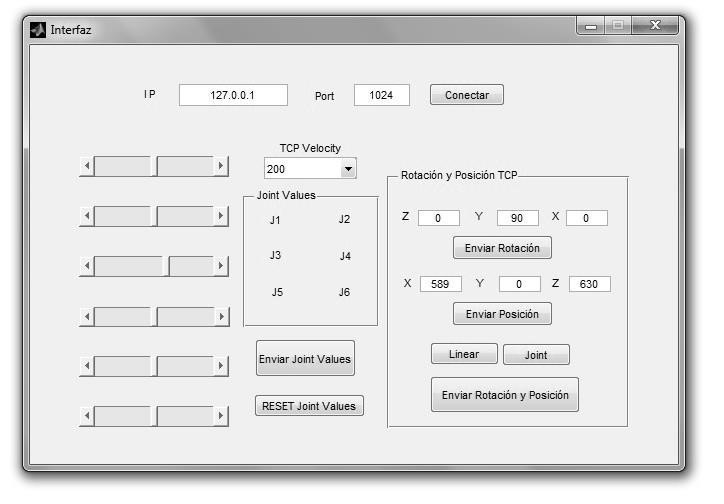 Interfaz
IP 127.0.0.1 Port 1024 Conectar
TCP Velocity
200
Joint Values
J1 J2
J3 J4
J5 J6
Enviar Joint Values
RESET Joint Values
Rotación y Posición TCP
Z 0 Y 90 X 0
Enviar Rotación
X 589 Y 0 Z 630
Enviar Posición
Linear Joint
Enviar Rotación y Posición